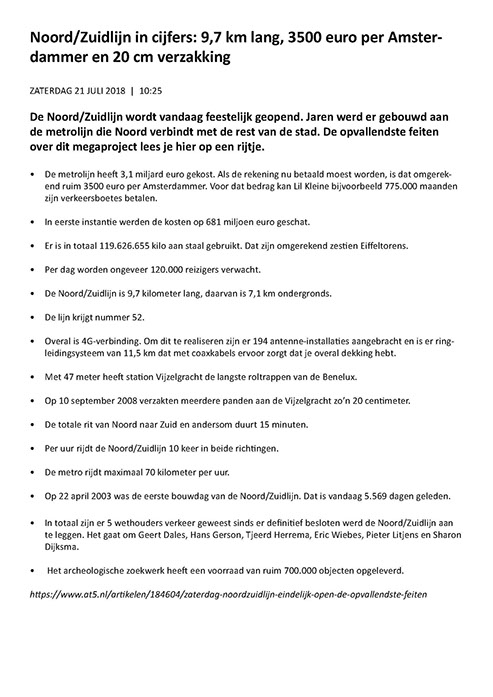 Noord/Zuidlijn in cijfers: 9,7 km lang, 3500 euro per Amster-
dammer en 20 cm verzakking
ZATERDAG 21 JULI 2018 | 10:25
De Noord/Zuidlijn wordt vandaag feestelijk geopend. Jaren werd er gebouwd aan
de metrolijn die Noord verbindt met de rest van de stad. De opvallendste feiten
over dit megaproject lees je hier op een rijtje.
• De metrolijn heeft 3,1 miljard euro gekost. Als de rekening nu betaald moest worden, is dat omgerek-
end ruim 3500 euro per Amsterdammer. Voor dat bedrag kan Lil Kleine bijvoorbeeld 775.000 maanden
zijn verkeersboetes betalen.
• In eerste instantie werden de kosten op 681 miljoen euro geschat.
• Er is in totaal 119.626.655 kilo aan staal gebruikt. Dat zijn omgerekend zestien Eiffeltorens.
• Per dag worden ongeveer 120.000 reizigers verwacht.
• De Noord/Zuidlijn is 9,7 kilometer lang, daarvan is 7,1 km ondergronds.
• De lijn krijgt nummer 52.
• Overal is 4G-verbinding. Om dit te realiseren zijn er 194 antenne-installaties aangebracht en is er ring-
leidingsysteem van 11,5 km dat met coaxkabels ervoor zorgt dat je overal dekking hebt.
• Met 47 meter heeft station Vijzelgracht de langste roltrappen van de Benelux.
• Op 10 september 2008 verzakten meerdere panden aan de Vijzelgracht zo'n 20 centimeter.
• De totale rit van Noord naar Zuid en andersom duurt 15 minuten.
• Per uur rijdt de Noord/Zuidlijn 10 keer in beide richtingen.
• De metro rijdt maximaal 70 kilometer per uur.
• Op 22 april 2003 was de eerste bouwdag van de Noord/Zuidlijn. Dat is vandaag 5.569 dagen geleden.
• In totaal zijn er 5 wethouders verkeer geweest sinds er definitief besloten werd de Noord/Zuidlijn aan
te leggen. Het gaat om Geert Dales, Hans Gerson, Tjeerd Herrema, Eric Wiebes, Pieter Litjens en Sharon
Dijksma.
• Het archeologische zoekwerk heeft een voorraad van ruim 700.000 objecten opgeleverd.
https://www.at5.nl/artikelen/184604/zaterdag-noordzuidlijn-eindelijk-open-de-opvallendste-feiten